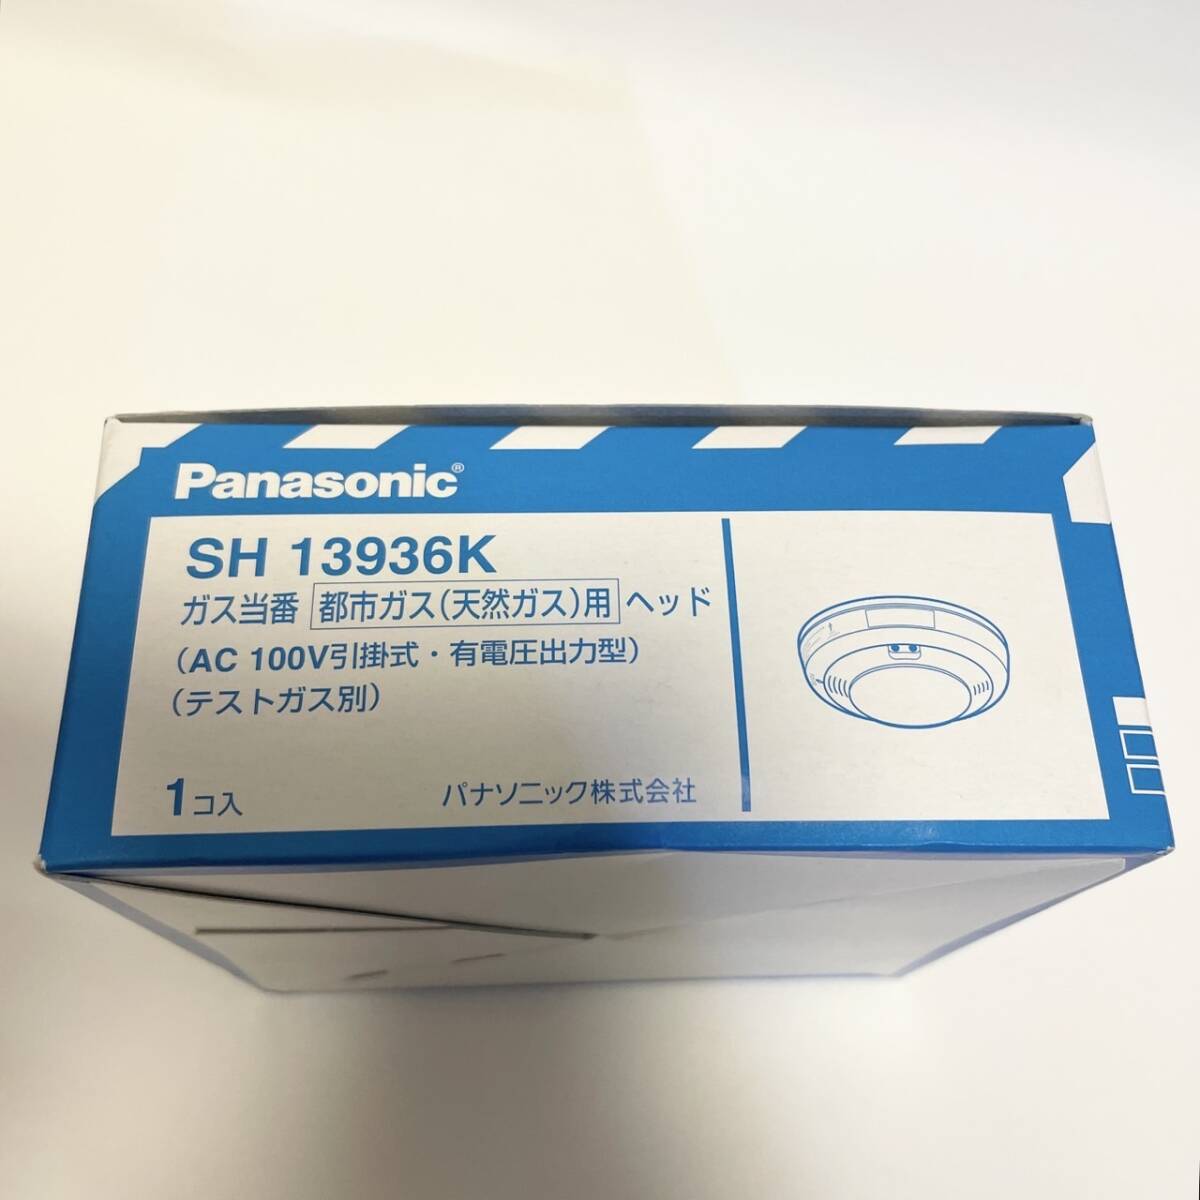 Panasonic®
SH 13936K
ガス当番 都市ガス(天然ガス)用 ヘッド
(AC 100V引掛式・有電圧出力型)
(テストガス別)
1コ入
パナソニック株式会社